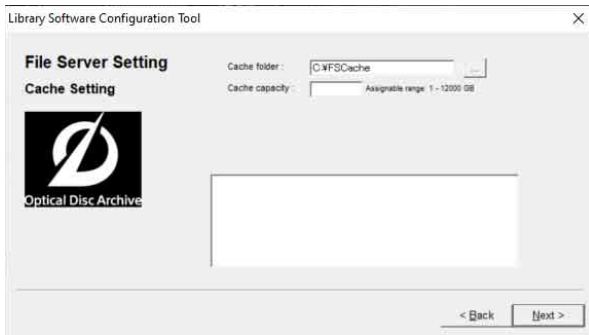 Library Software Configuration Tool
File Server Setting
Cache Setting
Cache folder :
C:¥FSCache
...
Cache capacity :
Assignable range: 1 - 12000 GB
Optical Disc Archive
< Back
Next >